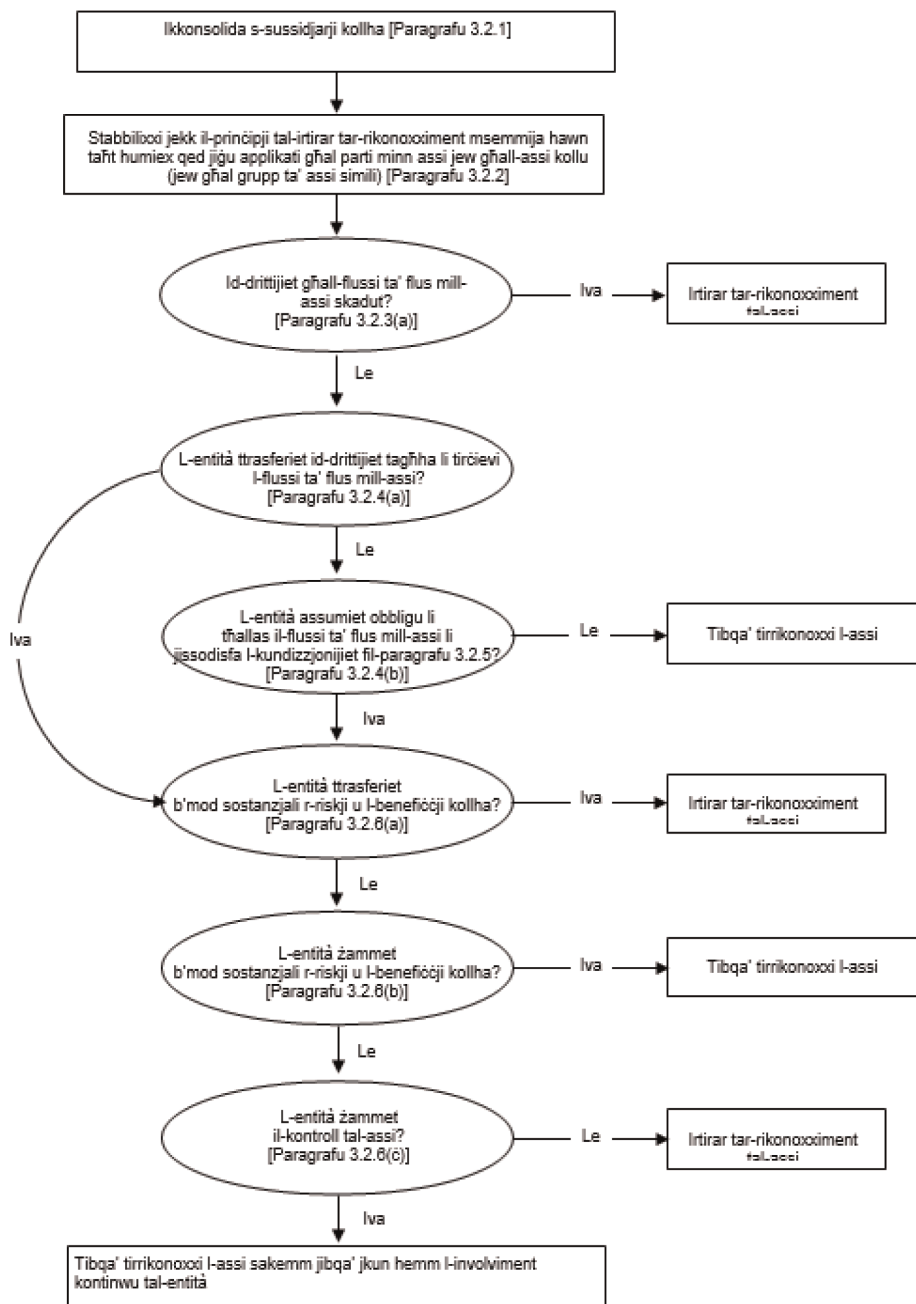 Ikkonsolida s-sussidjarji kollha [Paragrafu 3.2.1]
Stabbilixxi jekk il-prinċipji tal-irtirar tar-rikonoxximent msemmija hawn
taħt humiex qed jiġu applikati għal parti minn assi jew għall-assi kollu
(jew għal grupp ta' assi simili) [Paragrafu 3.2.2]
Id-drittijiet għall-flussi ta' flus mill-
assi skadut?
[Paragrafu 3.2.3(a)]
Iva
Irtirar tar-rikonoxximent
tal-assi
Le
L-entità ttrasferiet id-drittijiet tagħha li tirċievi
l-flussi ta' flus mill-assi?
[Paragrafu 3.2.4(a)]
Le
Iva
L-entità assumiet obbligu li
tħallas il-flussi ta' flus mill-assi li
jissodisfa l-kundizzjonijiet fil-paragrafu 3.2.5?
[Paragrafu 3.2.4(b)]
Le
Tibqa' tirrikonoxxi l-assi
Iva
L-entità ttrasferiet
b'mod sostanzjali r-riskji u l-benefiċċji kollha?
[Paragrafu 3.2.6(a)]
Iva
Irtirar tar-rikonoxximent
tal-assi
Le
L-entità żammet
b'mod sostanzjali r-riskji u l-benefiċċji kollha?
[Paragrafu 3.2.6(b)]
Iva
Tibqa' tirrikonoxxi l-assi
Le
L-entità żammet
il-kontroll tal-assi?
[Paragrafu 3.2.6(ċ)]
Le
Irtirar tar-rikonoxximent
tal-assi
Iva
Tibqa' tirrikonoxxi l-assi sakemm jibqa' jkun hemm l-involviment
kontinwu tal-entità